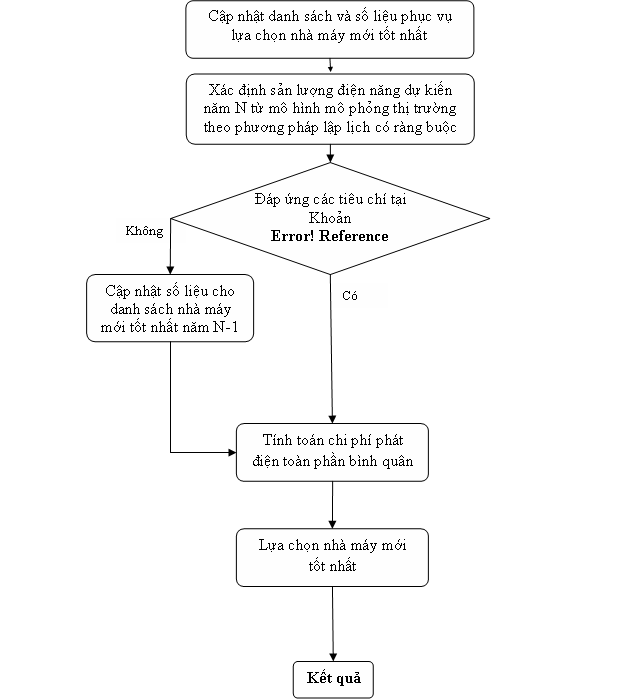 Cập nhật danh sách và số liệu phục vụ
lựa chọn nhà máy mới tốt nhất
Xác định sản lượng điện năng dự kiến
năm N từ mô hình mô phỏng thị trường
theo phương pháp lập lịch có ràng buộc
Đáp ứng các tiêu chí tại
Khoản
Error! Reference
Không
Có
Cập nhật số liệu cho
danh sách nhà máy
mới tốt nhất năm N-1
Tính toán chi phí phát
điện toàn phần bình quân
Lựa chọn nhà máy mới
tốt nhất
Kết quả